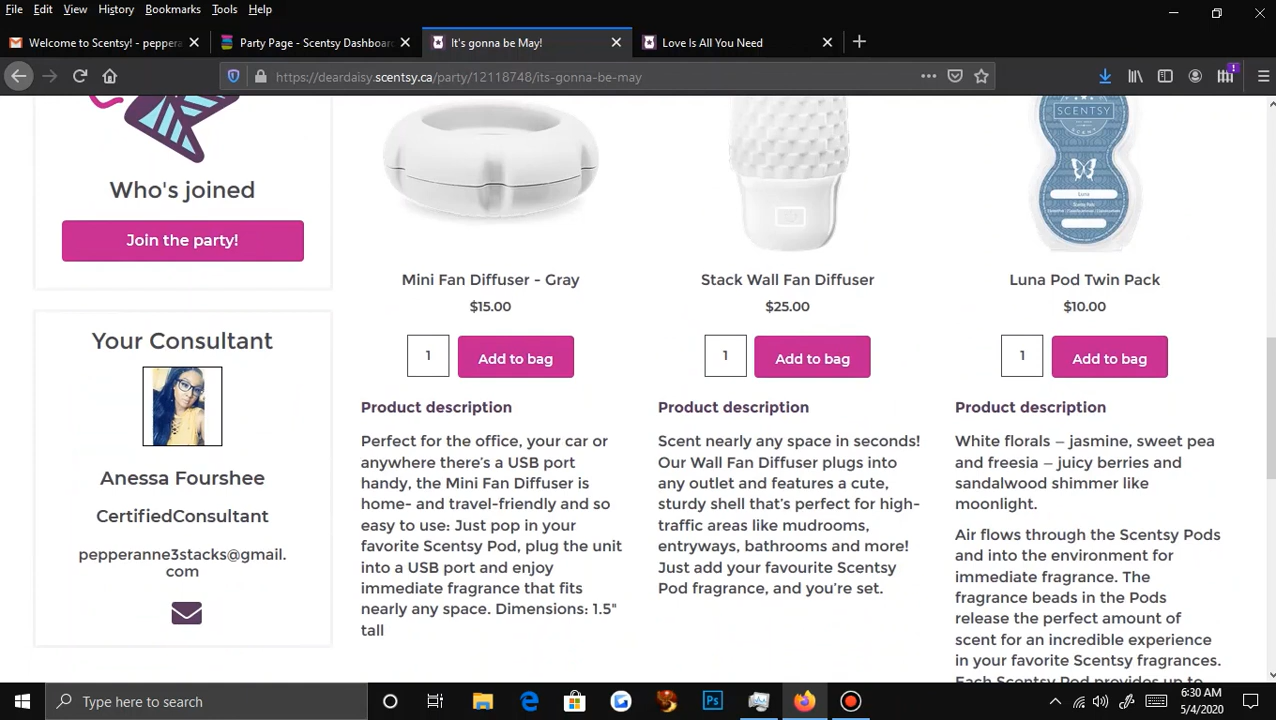 File Edit View History Bookmarks Tools Help
Welcome to Scentsy! - peppera
Party Page - Scentsy Dashboard
It's gonna be May!
Love Is All You Need
https://deardaisy.scentsy.ca/party/12118748/its-gonna-be-may
1
Who's joined
Join the party!
Your Consultant
Anessa Fourshee
CertifiedConsultant
pepperanne3stacks@gmail.
com
Mini Fan Diffuser - Gray
$15.00
1 Add to bag
Product description
Perfect for the office, your car or
anywhere there's a USB port
handy, the Mini Fan Diffuser is
home- and travel-friendly and so
easy to use: Just pop in your
favorite Scentsy Pod, plug the unit
into a USB port and enjoy
immediate fragrance that fits
nearly any space. Dimensions: 1.5"
tall
Stack Wall Fan Diffuser
$25.00
1 Add to bag
Product description
Scent nearly any space in seconds!
Our Wall Fan Diffuser plugs into
any outlet and features a cute,
sturdy shell that's perfect for high-
traffic areas like mudrooms,
entryways, bathrooms and more!
Just add your favourite Scentsy
Pod fragrance, and you're set.
SCENTSY
Luna
Luna Pod Twin Pack
$10.00
1 Add to bag
Product description
White florals — jasmine, sweet pea
and freesia — juicy berries and
sandalwood shimmer like
moonlight.
Air flows through the Scentsy Pods
and into the environment for
immediate fragrance. The
fragrance beads in the Pods
release the perfect amount of
scent for an incredible experience
in your favorite Scentsy fragrances.
Each Scentsy Pod provides up to
Type here to search
Ps
6:30 AM
5/4/2020